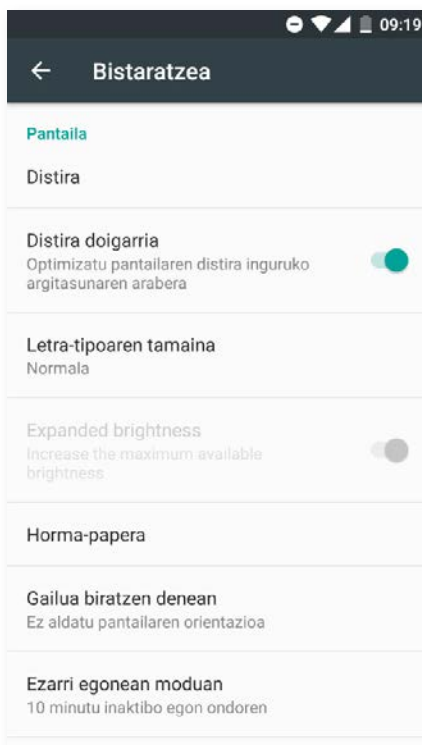 09:19
Bistaratzea
Pantaila
Distira
Distira doigarria
Optimizatu pantailaren distira inguruko
argitasunaren arabera
Letra-tipoaren tamaina
Normala
Expanded brightness
Increase the maximum available
brightness
Horma-papera
Gailua biratzen denean
Ez aldatu pantailaren orientazioa
Ezarri egonean moduan
10 minutu inaktibo egon ondoren